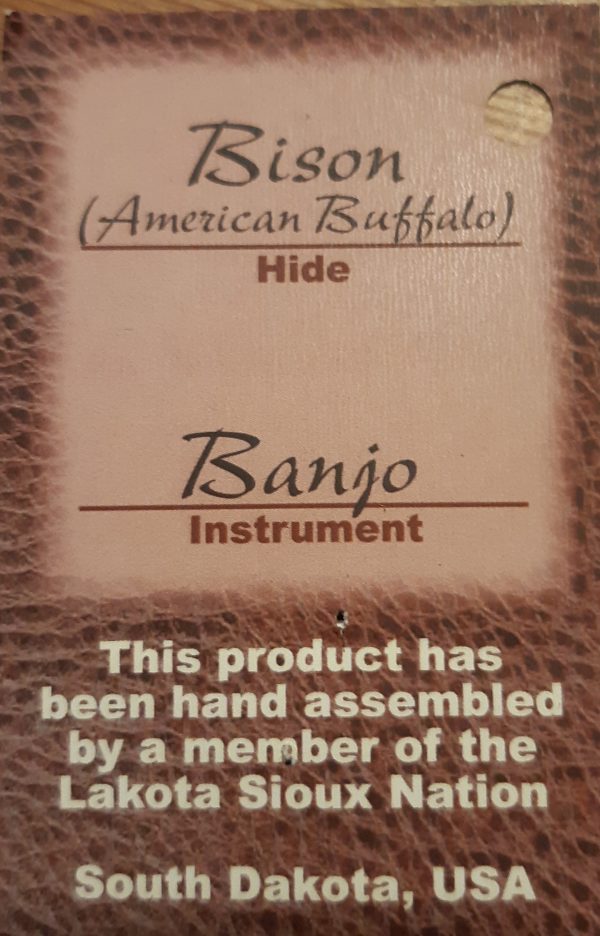 Bison
(American Buffalo)
Hide
Banjo
Instrument
This product has
been hand assembled
by a member of the
Lakota Sioux Nation
South Dakota, USA